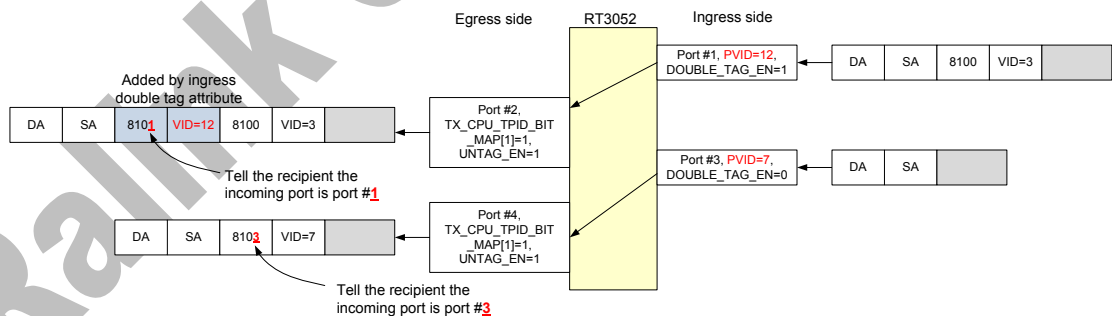 Egress side
RT3052
Ingress side
Port #1, PVID=12,
DOUBLE_TAG_EN=1
DA
SA
8100
VID=3
Added by ingress
double tag attribute
DA
SA
8101
VID=12
8100
VID=3
Port #2,
TX_CPU_TPID_BIT
_MAP[1]=1,
UNTAG_EN=1
Tell the recipient the
incoming port is port #1
Port #3, PVID=7,
DOUBLE_TAG_EN=0
DA
SA
DA
SA
8103
VID=7
Port #4,
TX_CPU_TPID_BIT
_MAP[1]=1,
UNTAG_EN=1
Tell the recipient the
incoming port is port #3
Ralink